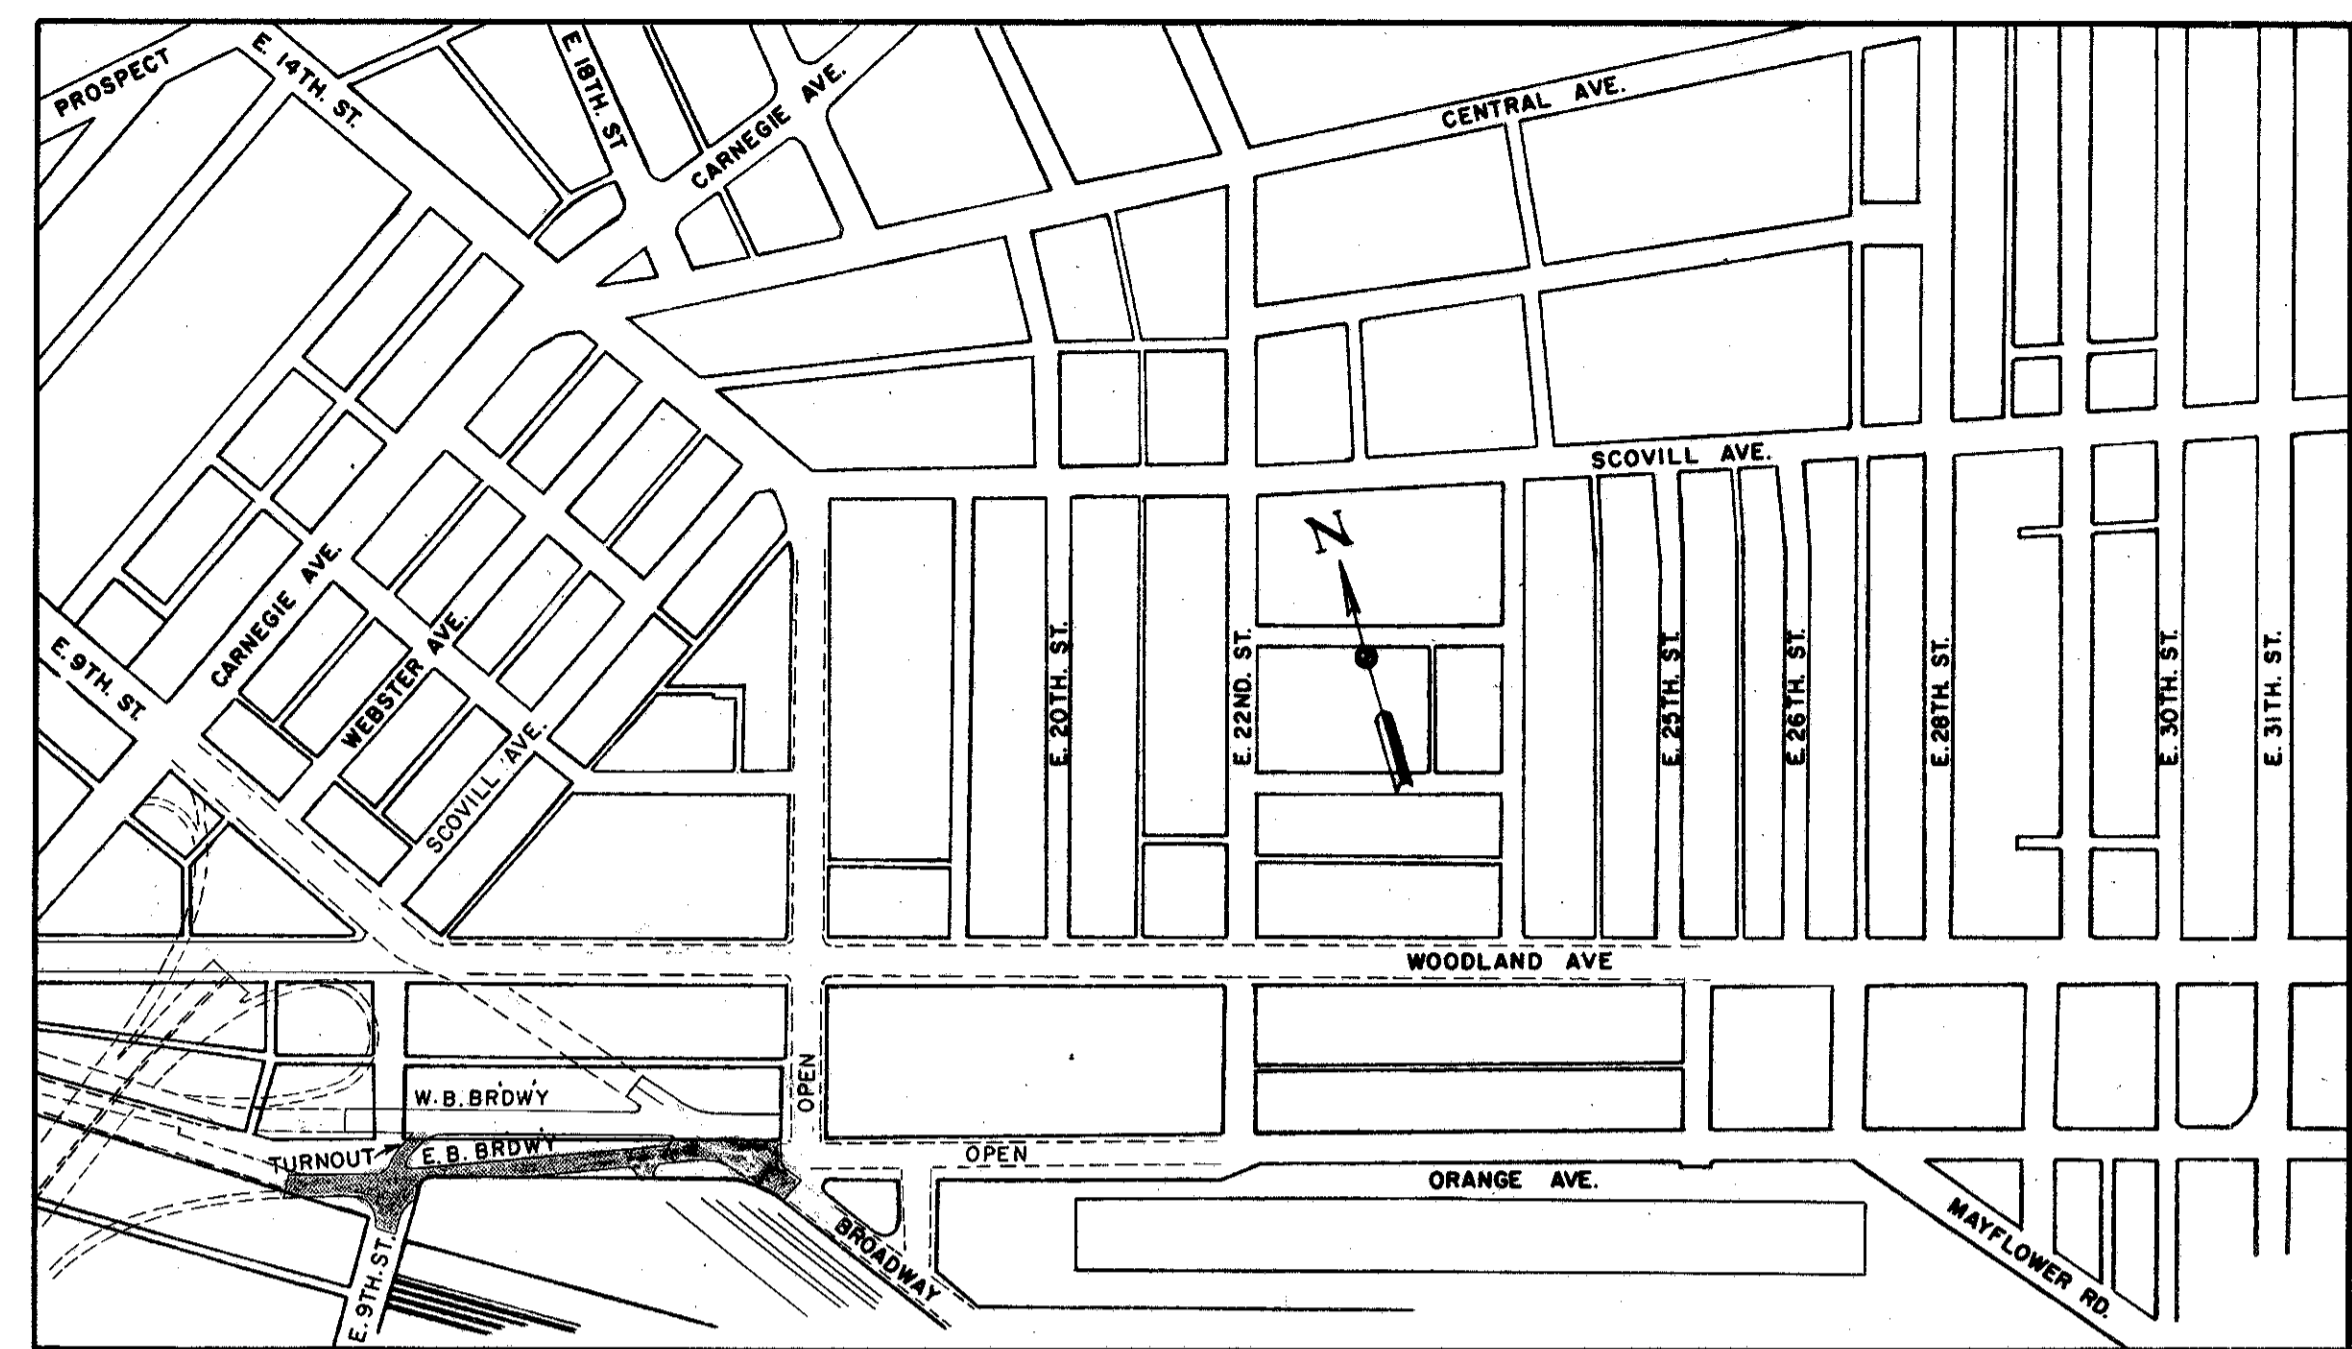 PROSPECT
E. 14TH. ST.
E 18TH. ST
CARNEGIE AVE.
CENTRAL AVE.
SCOVILL AVE.
N
CARNEGIE AVE.
WEBSTER AVE.
SCOVILL AVE.
E. 9TH. ST.
E. 20TH. ST.
E. 22ND. ST.
E. 25TH. ST.
E. 26TH. ST.
E. 28TH. ST.
E. 30TH. ST.
E. 31TH. ST.
WOODLAND AVE
OPEN
W. B. BRDWY
E. B. BRDWY
TURNOUT
OPEN
ORANGE AVE.
BROADWAY
MAYFLOWER RD.
E. 9TH. ST.